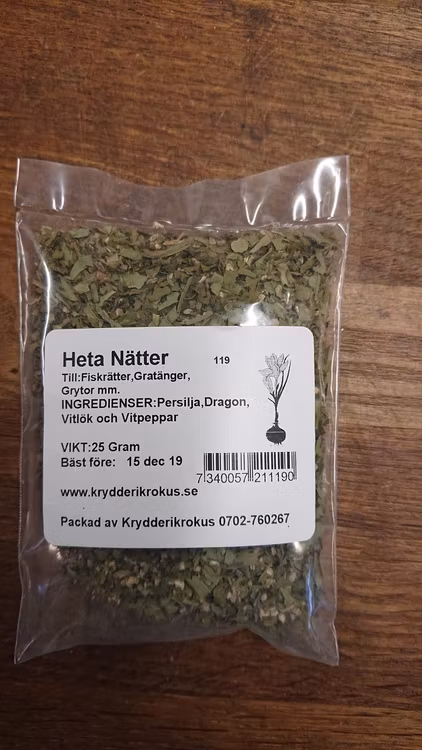 Heta Nätter 119
Till:Fiskrätter,Gratänger,
Grytor mm.
INGREDIENSER:Persilja,Dragon,
Vitlök och Vitpeppar
VIKT:25 Gram
Bäst före: 15 dec 19
7 340057 211190
www.krydderikrokus.se
Packad av Krydderikrokus 0702-760267